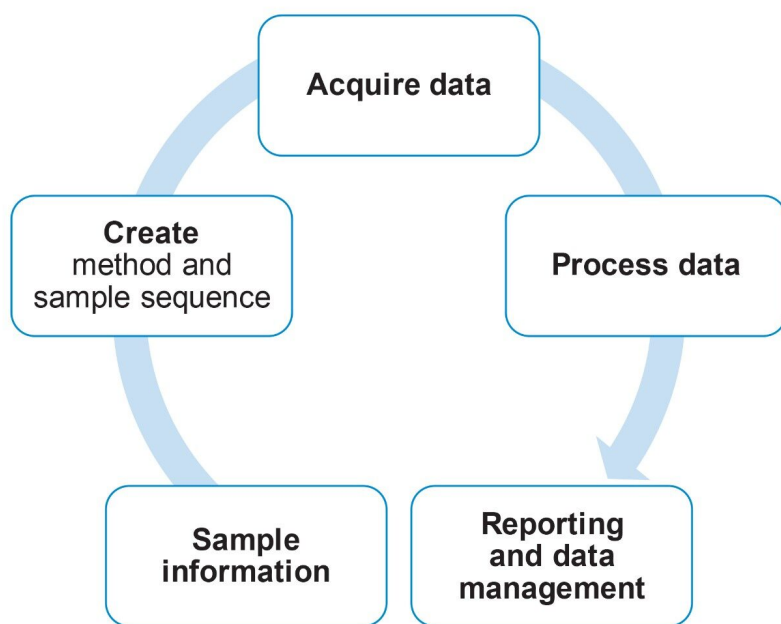 Acquire data
Create
method and
sample sequence
Process data
Sample
information
Reporting
and data
management